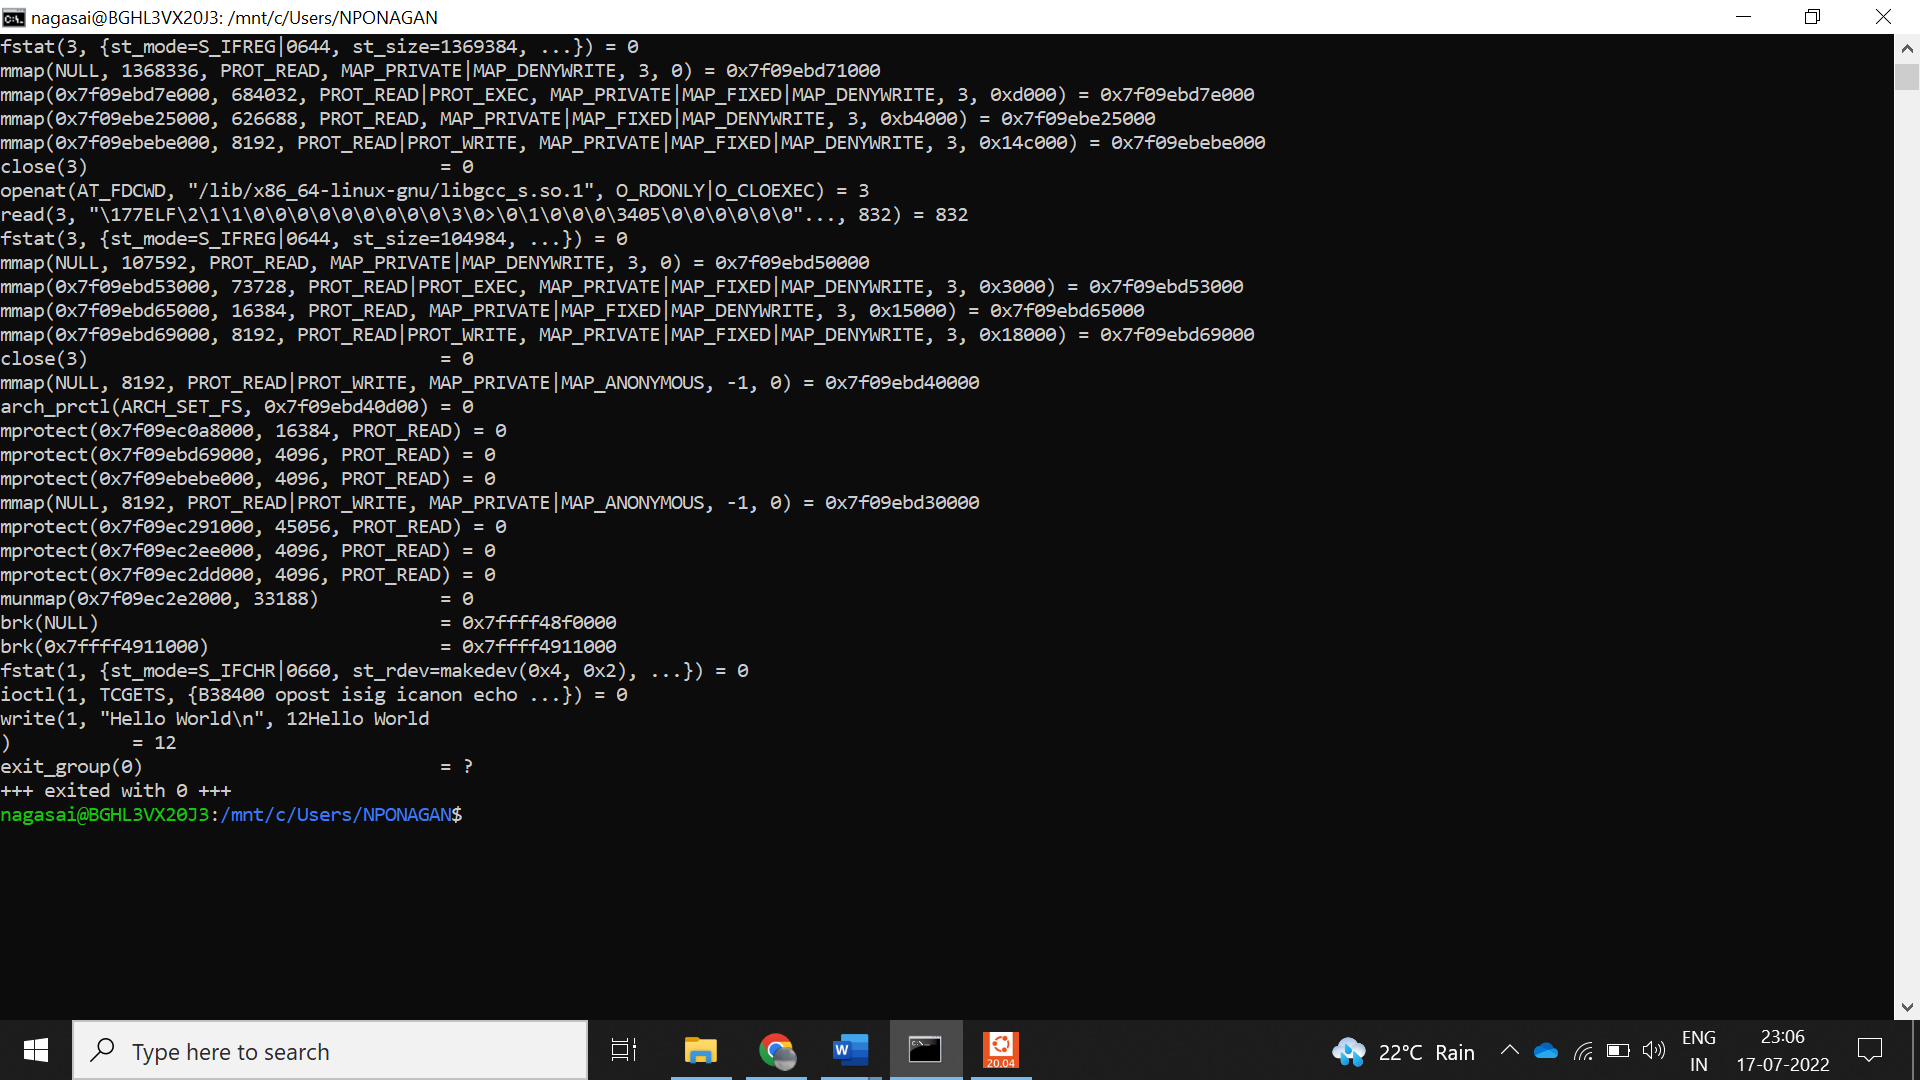 nagasai@BGHL3VX20J3: /mnt/c/Users/NPONAGAN
fstat(3, {st_mode=S_IFREG|0644, st_size=1369384, ...}) = 0
mmap(NULL, 1368336, PROT_READ, MAP_PRIVATE|MAP_DENYWRITE, 3, 0) = 0x7f09ebd71000
mmap(0x7f09ebd7e000, 684032, PROT_READ|PROT_EXEC, MAP_PRIVATE|MAP_FIXED|MAP_DENYWRITE, 3, 0xd000) = 0x7f09ebd7e000
mmap(0x7f09ebe25000, 626688, PROT_READ, MAP_PRIVATE|MAP_FIXED|MAP_DENYWRITE, 3, 0xb4000) = 0x7f09ebe25000
mmap(0x7f09ebebe000, 8192, PROT_READ|PROT_WRITE, MAP_PRIVATE|MAP_FIXED|MAP_DENYWRITE, 3, 0x14c000) = 0x7f09ebebe000
close(3) = 0
openat(AT_FDCWD, "/lib/x86_64-linux-gnu/libgcc_s.so.1", O_RDONLY|O_CLOEXEC) = 3
read(3, "\177ELF\2\1\1\0\0\0\0\0\0\0\0\0\3\0>\0\1\0\0\0\3405\0\0\0\0\0\0"..., 832) = 832
fstat(3, {st_mode=S_IFREG|0644, st_size=104984, ...}) = 0
mmap(NULL, 107592, PROT_READ, MAP_PRIVATE|MAP_DENYWRITE, 3, 0) = 0x7f09ebd50000
mmap(0x7f09ebd53000, 73728, PROT_READ|PROT_EXEC, MAP_PRIVATE|MAP_FIXED|MAP_DENYWRITE, 3, 0x3000) = 0x7f09ebd53000
mmap(0x7f09ebd65000, 16384, PROT_READ, MAP_PRIVATE|MAP_FIXED|MAP_DENYWRITE, 3, 0x15000) = 0x7f09ebd65000
mmap(0x7f09ebd69000, 8192, PROT_READ|PROT_WRITE, MAP_PRIVATE|MAP_FIXED|MAP_DENYWRITE, 3, 0x18000) = 0x7f09ebd69000
close(3) = 0
mmap(NULL, 8192, PROT_READ|PROT_WRITE, MAP_PRIVATE|MAP_ANONYMOUS, -1, 0) = 0x7f09ebd40000
arch_prctl(ARCH_SET_FS, 0x7f09ebd40d00) = 0
mprotect(0x7f09ec0a8000, 16384, PROT_READ) = 0
mprotect(0x7f09ebd69000, 4096, PROT_READ) = 0
mprotect(0x7f09ebebe000, 4096, PROT_READ) = 0
mmap(NULL, 8192, PROT_READ|PROT_WRITE, MAP_PRIVATE|MAP_ANONYMOUS, -1, 0) = 0x7f09ebd30000
mprotect(0x7f09ec291000, 45056, PROT_READ) = 0
mprotect(0x7f09ec2ee000, 4096, PROT_READ) = 0
mprotect(0x7f09ec2dd000, 4096, PROT_READ) = 0
munmap(0x7f09ec2e2000, 33188) = 0
brk(NULL) = 0x7ffff48f0000
brk(0x7ffff4911000) = 0x7ffff4911000
fstat(1, {st_mode=S_IFCHR|0660, st_rdev=makedev(0x4, 0x2), ...}) = 0
ioctl(1, TCGETS, {B38400 opost isig icanon echo ...}) = 0
write(1, "Hello World\n", 12Hello World
) = 12
exit_group(0) = ?
+++ exited with 0 +++
nagasai@BGHL3VX20J3:/mnt/c/Users/NPONAGAN$
Type here to search
W
20.04
22°C Rain
ENG
IN
23:06
17-07-2022